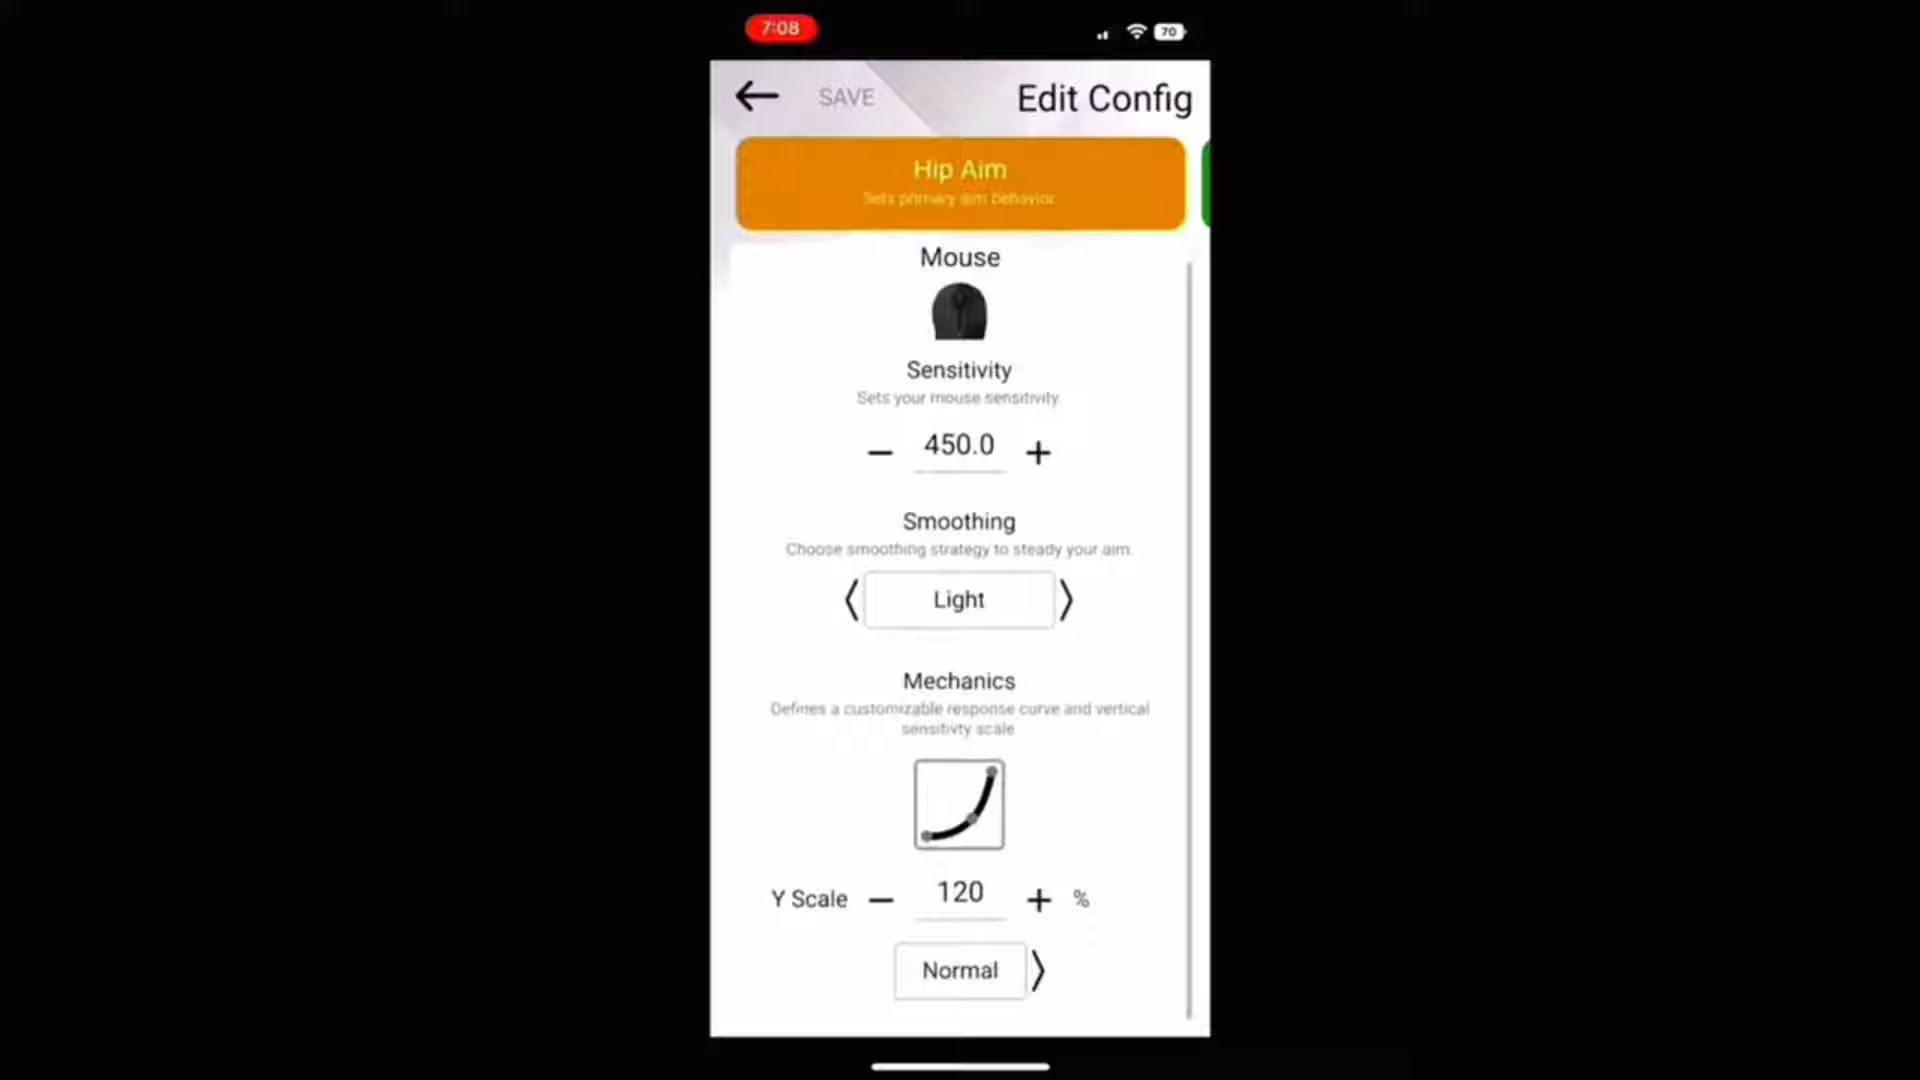 7:08
70
SAVE
Edit Config
Hip Aim
Sets primary aim behavior.
Mouse
Sensitivity
Sets your mouse sensitivity.
− 450.0 +
Smoothing
Choose smoothing strategy to steady your aim.
Light
Mechanics
Defines a customizable response curve and vertical
sensitivty scale
Y Scale − 120 + %
Normal